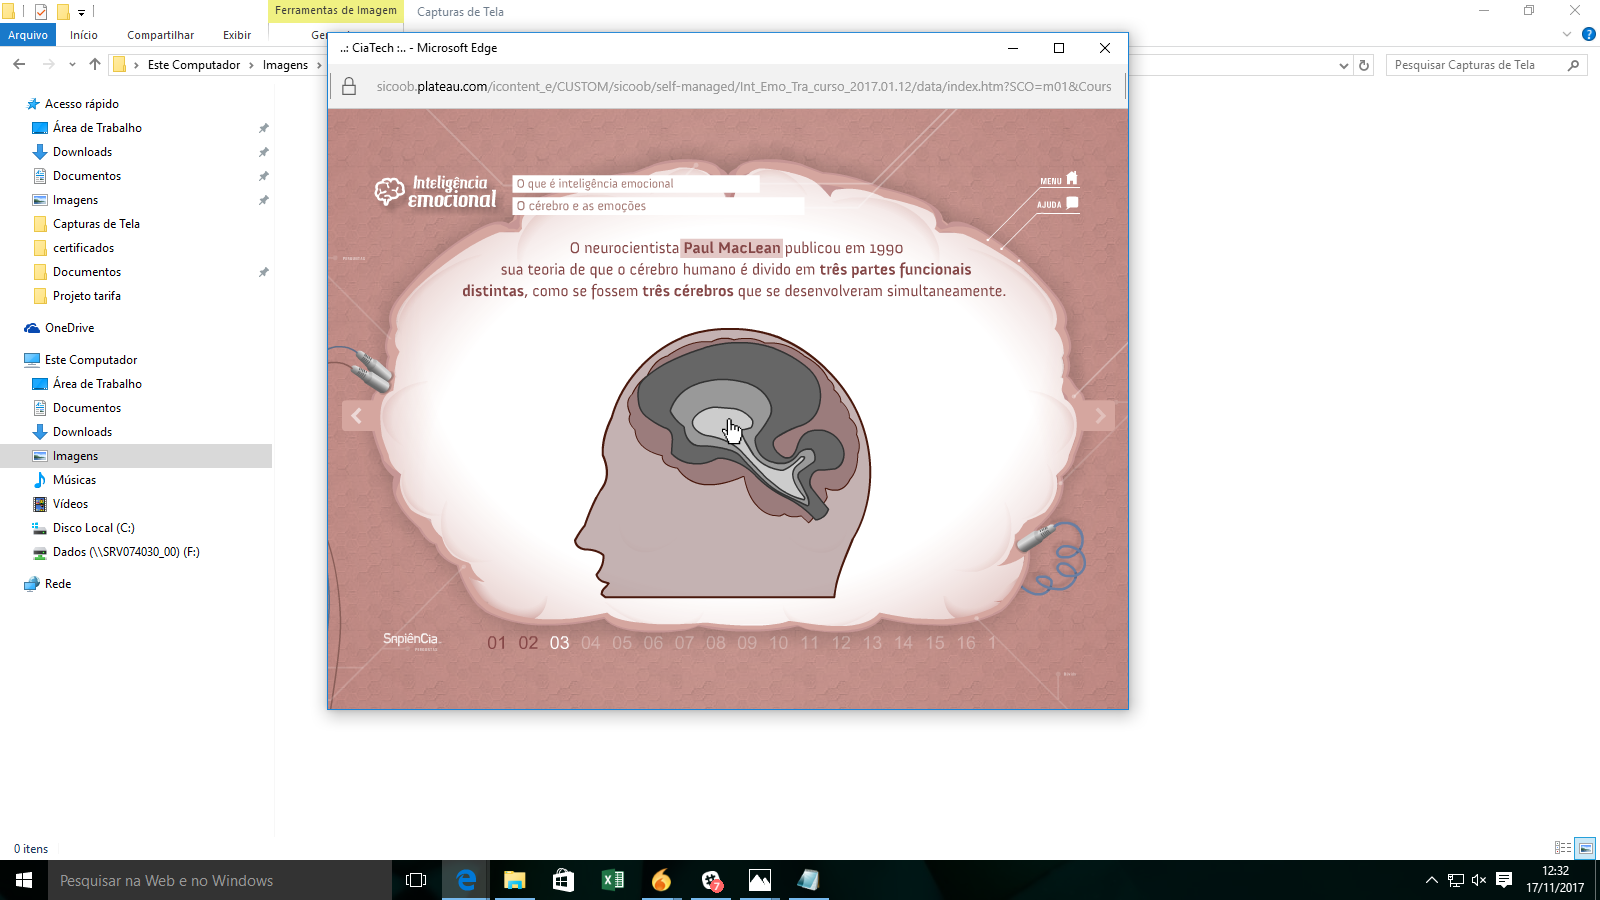 Ferramentas de Imagem
Capturas de Tela
Arquivo
Início
Compartilhar
Exibir
..: CiaTech :.. - Microsoft Edge
Este Computador
Imagens
Pesquisar Capturas de Tela
sicoob.plateau.com/icontent_e/CUSTOM/sicoob/self-managed/Int_Emo_Tra_curso_2017.01.12/data/index.htm?SCO=m01&Cours
Acesso rápido
Área de Trabalho
Downloads
Documentos
Imagens
Capturas de Tela
certificados
Documentos
Projeto tarifa
OneDrive
Este Computador
Área de Trabalho
Documentos
Downloads
Imagens
Músicas
Vídeos
Disco Local (C:)
Dados (\\SRV074030_00) (F:)
Rede
Inteligência
emocional
O que é inteligência emocional
O cérebro e as emoções
MENU
AJUDA
O neurocientista Paul MacLean publicou em 1990
sua teoria de que o cérebro humano é divido em três partes funcionais
distintas, como se fossem três cérebros que se desenvolveram simultaneamente.
SapiênCia
01 02 03 04 05 06 07 08 09 10 11 12 13 14 15 16 1
0 itens
Pesquisar na Web e no Windows
7
12:32
17/11/2017